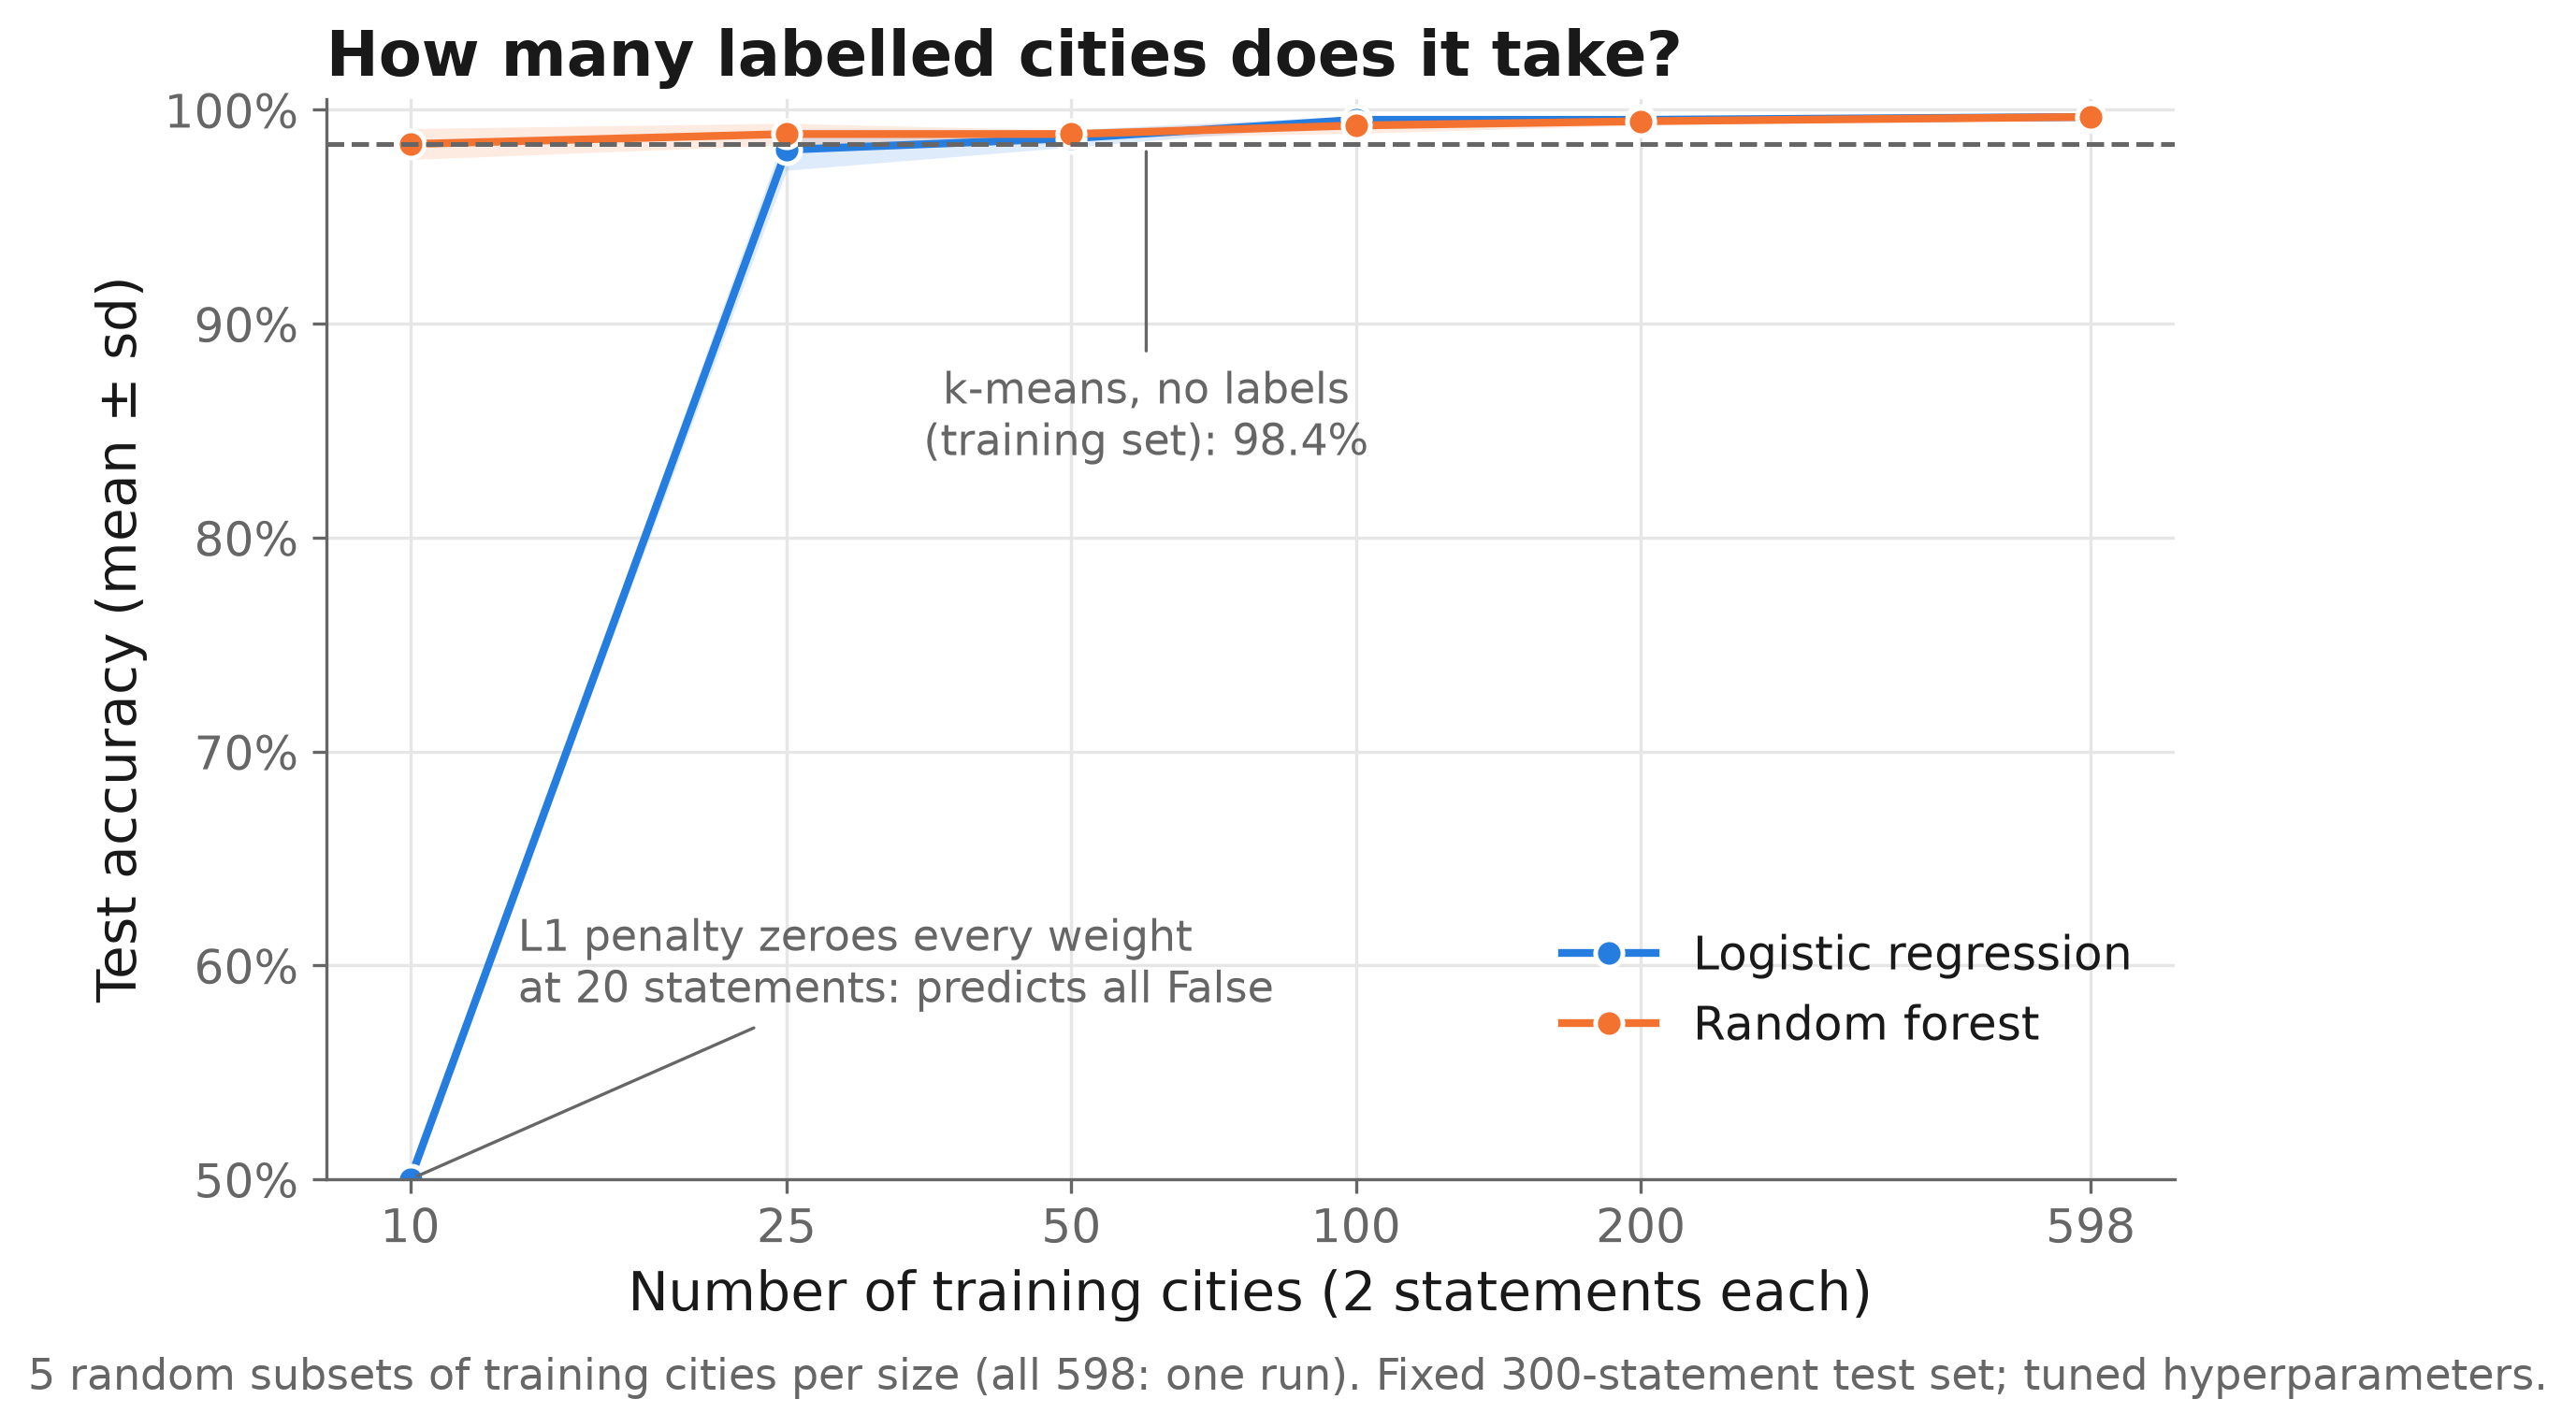 How many labelled cities does it take?
100%
90%
80%
70%
60%
50%
Test accuracy (mean ± sd)
k-means, no labels
(training set): 98.4%
L1 penalty zeroes every weight
at 20 statements: predicts all False
Logistic regression
Random forest
10 25 50 100 200 598
Number of training cities (2 statements each)
5 random subsets of training cities per size (all 598: one run). Fixed 300-statement test set; tuned hyperparameters.